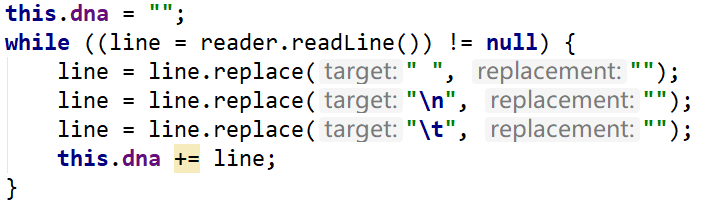 this.dna = "";
while ((line = reader.readLine()) != null) {
    line = line.replace( target: " ", replacement: "");
    line = line.replace( target: "\n", replacement: "");
    line = line.replace( target: "\t", replacement: "");
    this.dna += line;
}